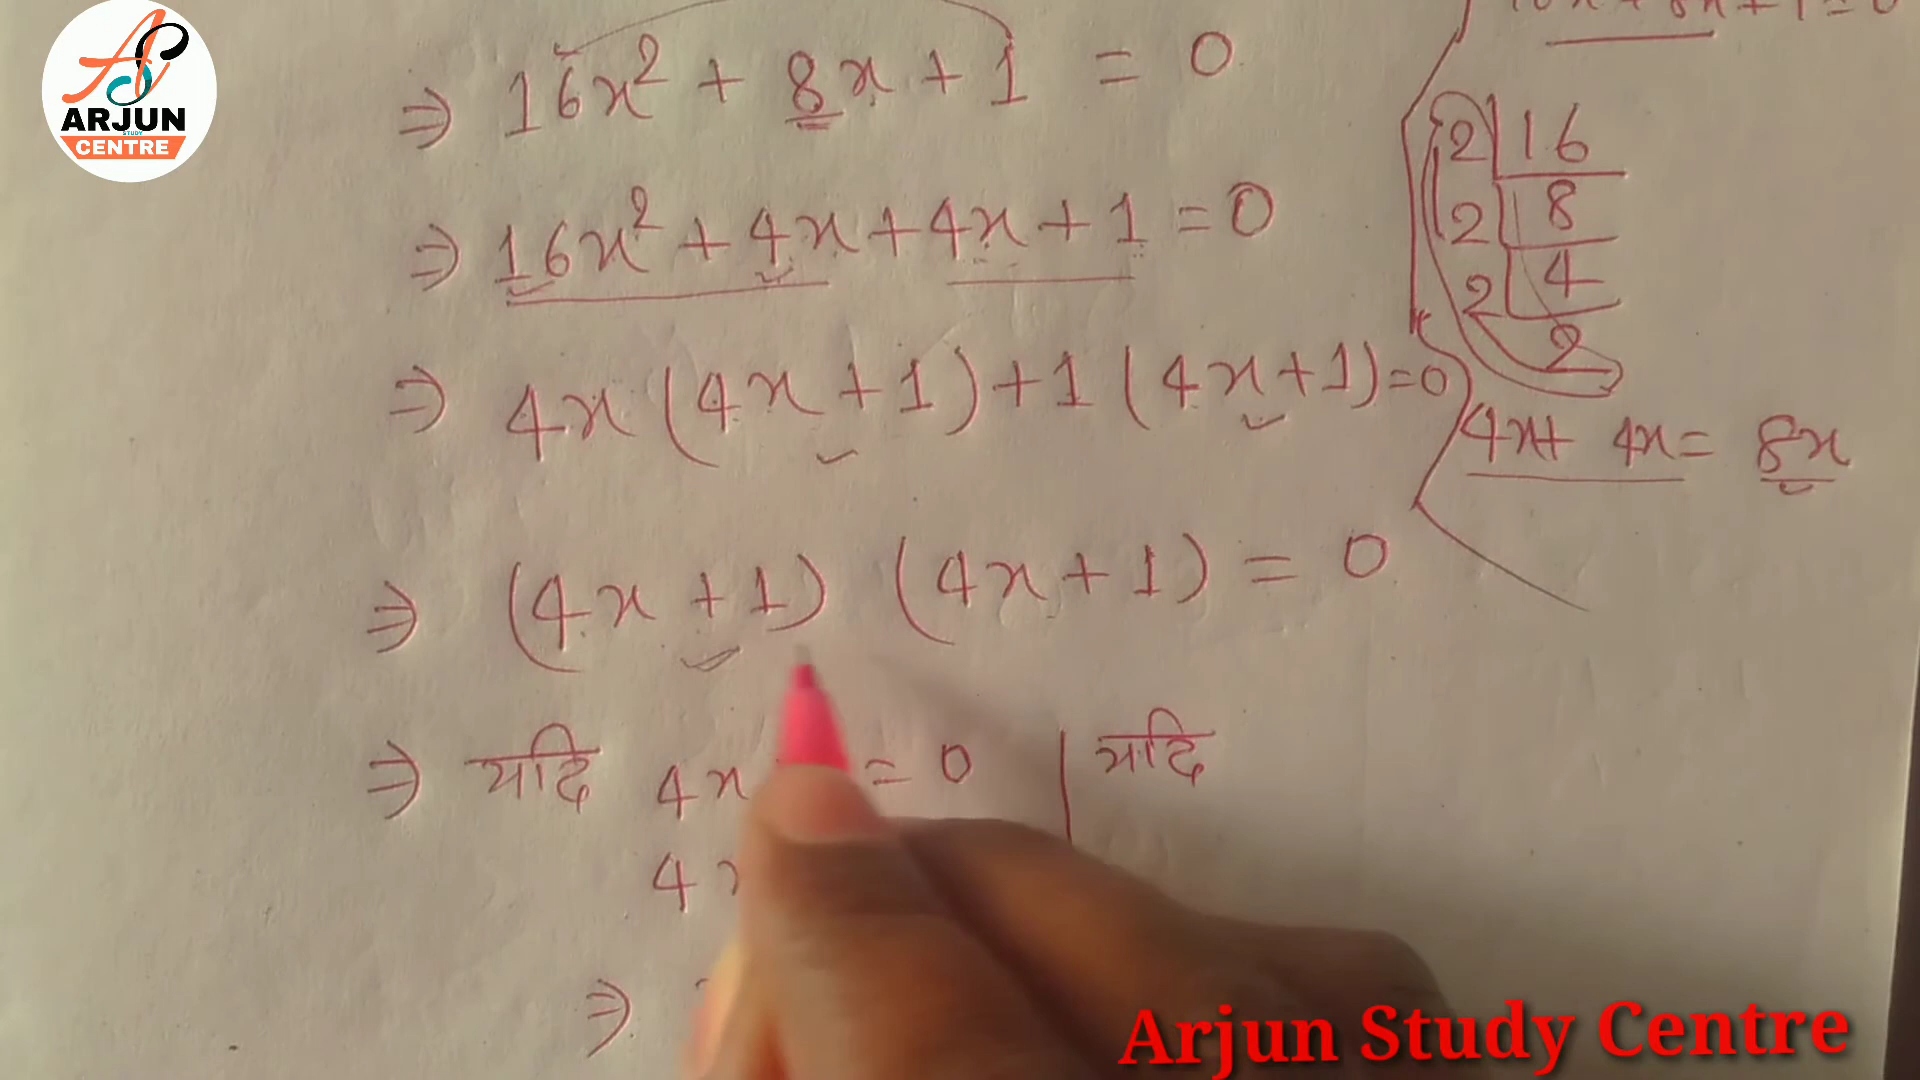 ARJUN
STUDY
CENTRE
⇒ 16x² + 8x + 1 = 0
⇒ 16x² + 4x + 4x + 1 = 0
⇒ 4x (4x + 1) + 1 (4x + 1) = 0
⇒ (4x + 1) (4x + 1) = 0
⇒ यदि 4x = 0 | यदि
4x
⇒
2 | 16
2 | 8
2 | 4
2
4x + 4x = 8x
Arjun Study Centre